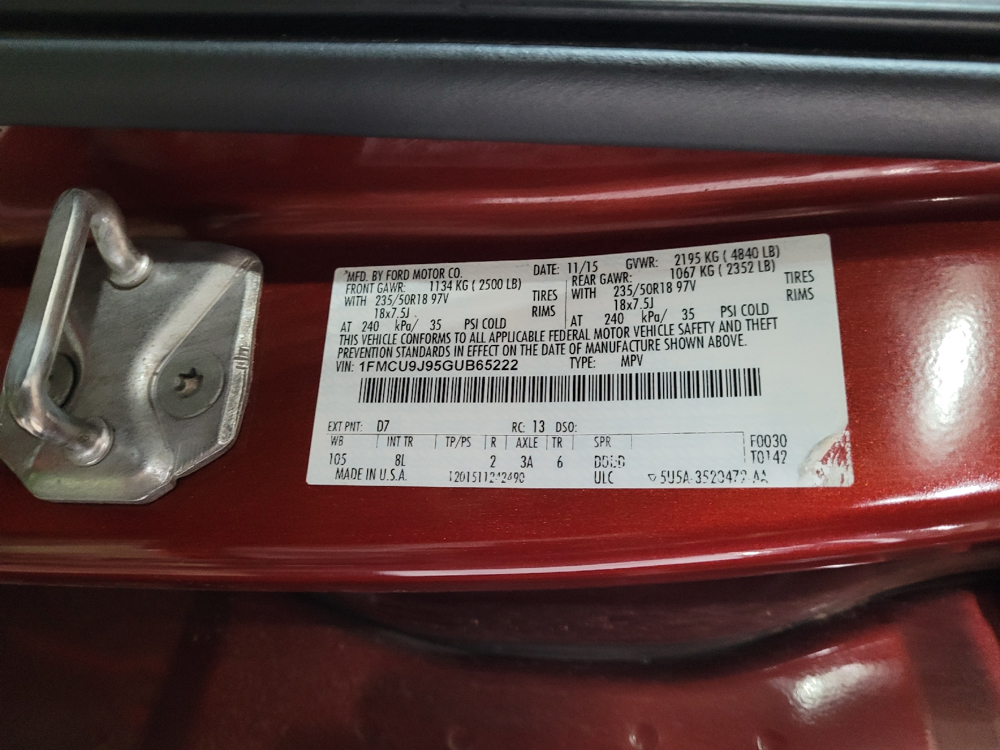 *MFD. BY FORD MOTOR CO. DATE: 11/15 GVWR: 2195 KG ( 4840 LB)
FRONT GAWR: 1134 KG ( 2500 LB) REAR GAWR: 1067 KG ( 2352 LB)
WITH 235/50R18 97V TIRES WITH 235/50R18 97V TIRES
18x7.5J RIMS 18x7.5J RIMS
AT 240 kPa/ 35 PSI COLD AT 240 kPa/ 35 PSI COLD
THIS VEHICLE CONFORMS TO ALL APPLICABLE FEDERAL MOTOR VEHICLE SAFETY AND THEFT
PREVENTION STANDARDS IN EFFECT ON THE DATE OF MANUFACTURE SHOWN ABOVE.
VIN: 1FMCU9J95GUB65222 TYPE: MPV
EXT PNT: D7 RC: 13 DSO:
WB INT TR TP/PS R AXLE TR SPR F0030
105 8L 2 3A 6 T0142
MADE IN U.S.A. ULC